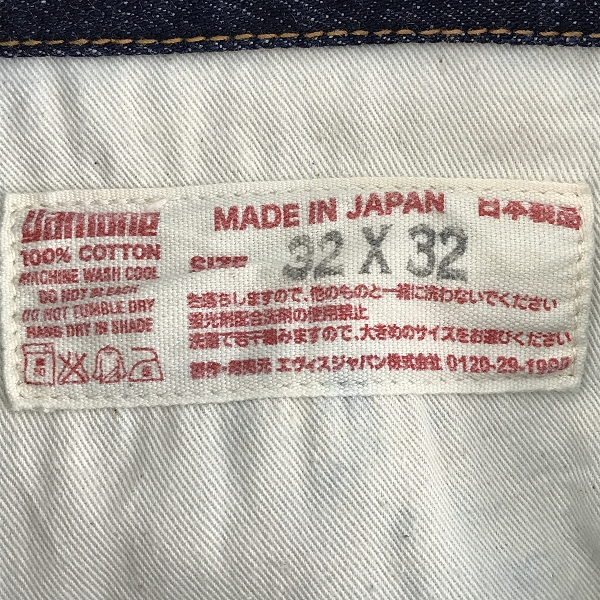 Yamane
100% COTTON
MACHINE WASH COOL
DO NOT BLEACH
DO NOT TUMBLE DRY
HANG DRY IN SHADE
MADE IN JAPAN 日本製造
SIZE 32 X 32
色落ちしますので、他のものと一緒に洗わないでください
蛍光剤配合洗剤の使用禁止
洗濯で若干縮みますので、大きめのサイズをお選びください
製作・発売元 エヴィスジャパン株式会社 0120-29-1990